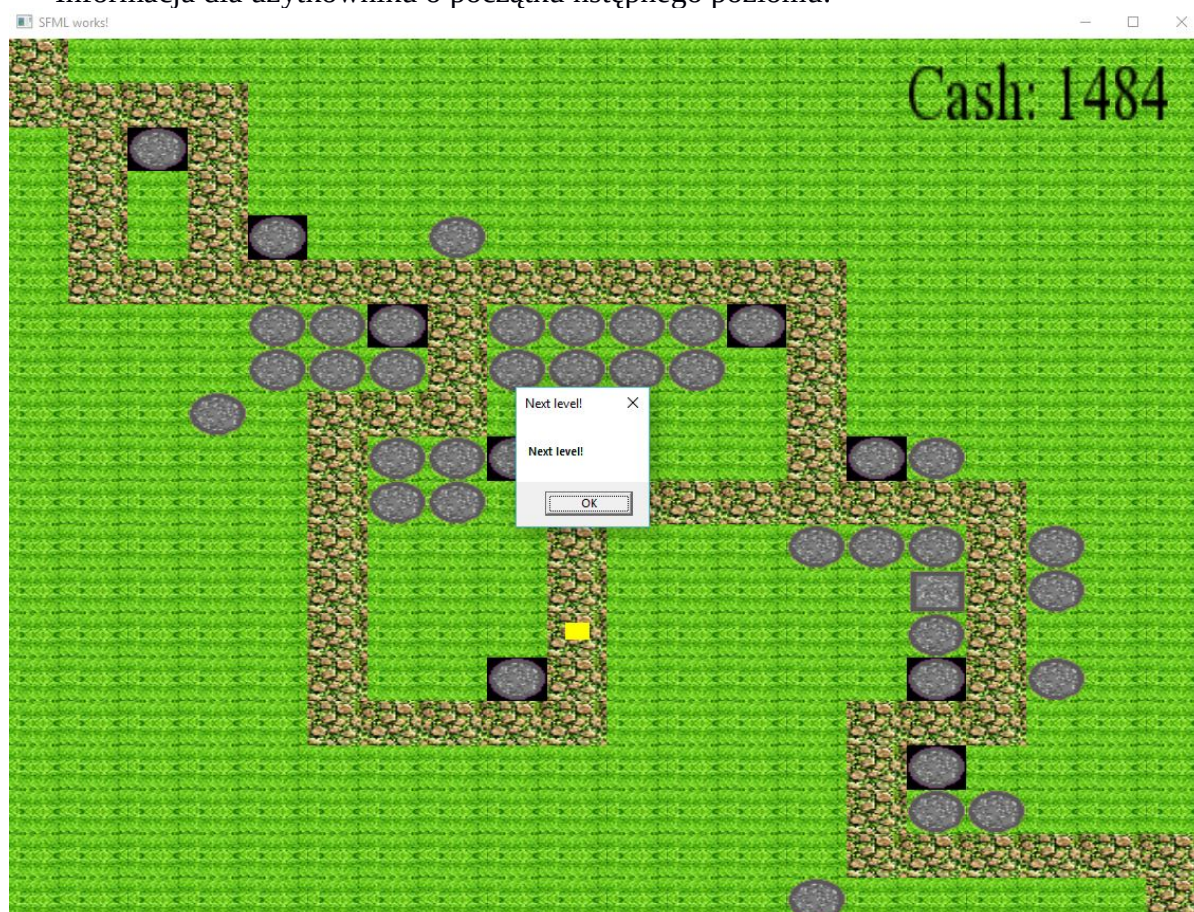 Informacja dla użytkownika o początku następnego poziomu.
SFML works!
Cash: 1484
Next level!
Next level!
OK